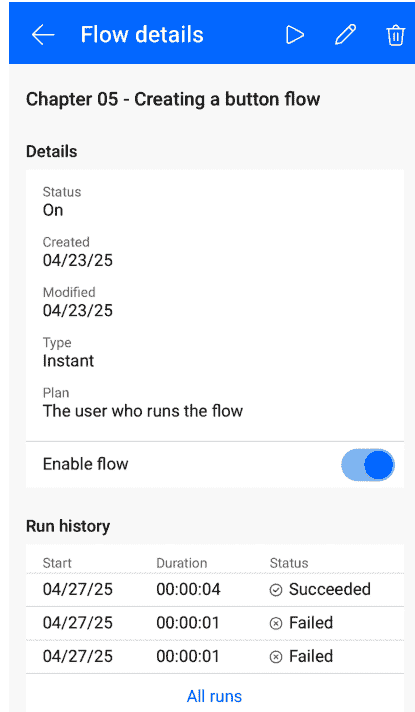 Flow details
Chapter 05 - Creating a button flow
Details
Status
On
Created
04/23/25
Modified
04/23/25
Type
Instant
Plan
The user who runs the flow
Enable flow
Run history
Start Duration Status
04/27/25 00:00:04 Succeeded
04/27/25 00:00:01 Failed
04/27/25 00:00:01 Failed
All runs